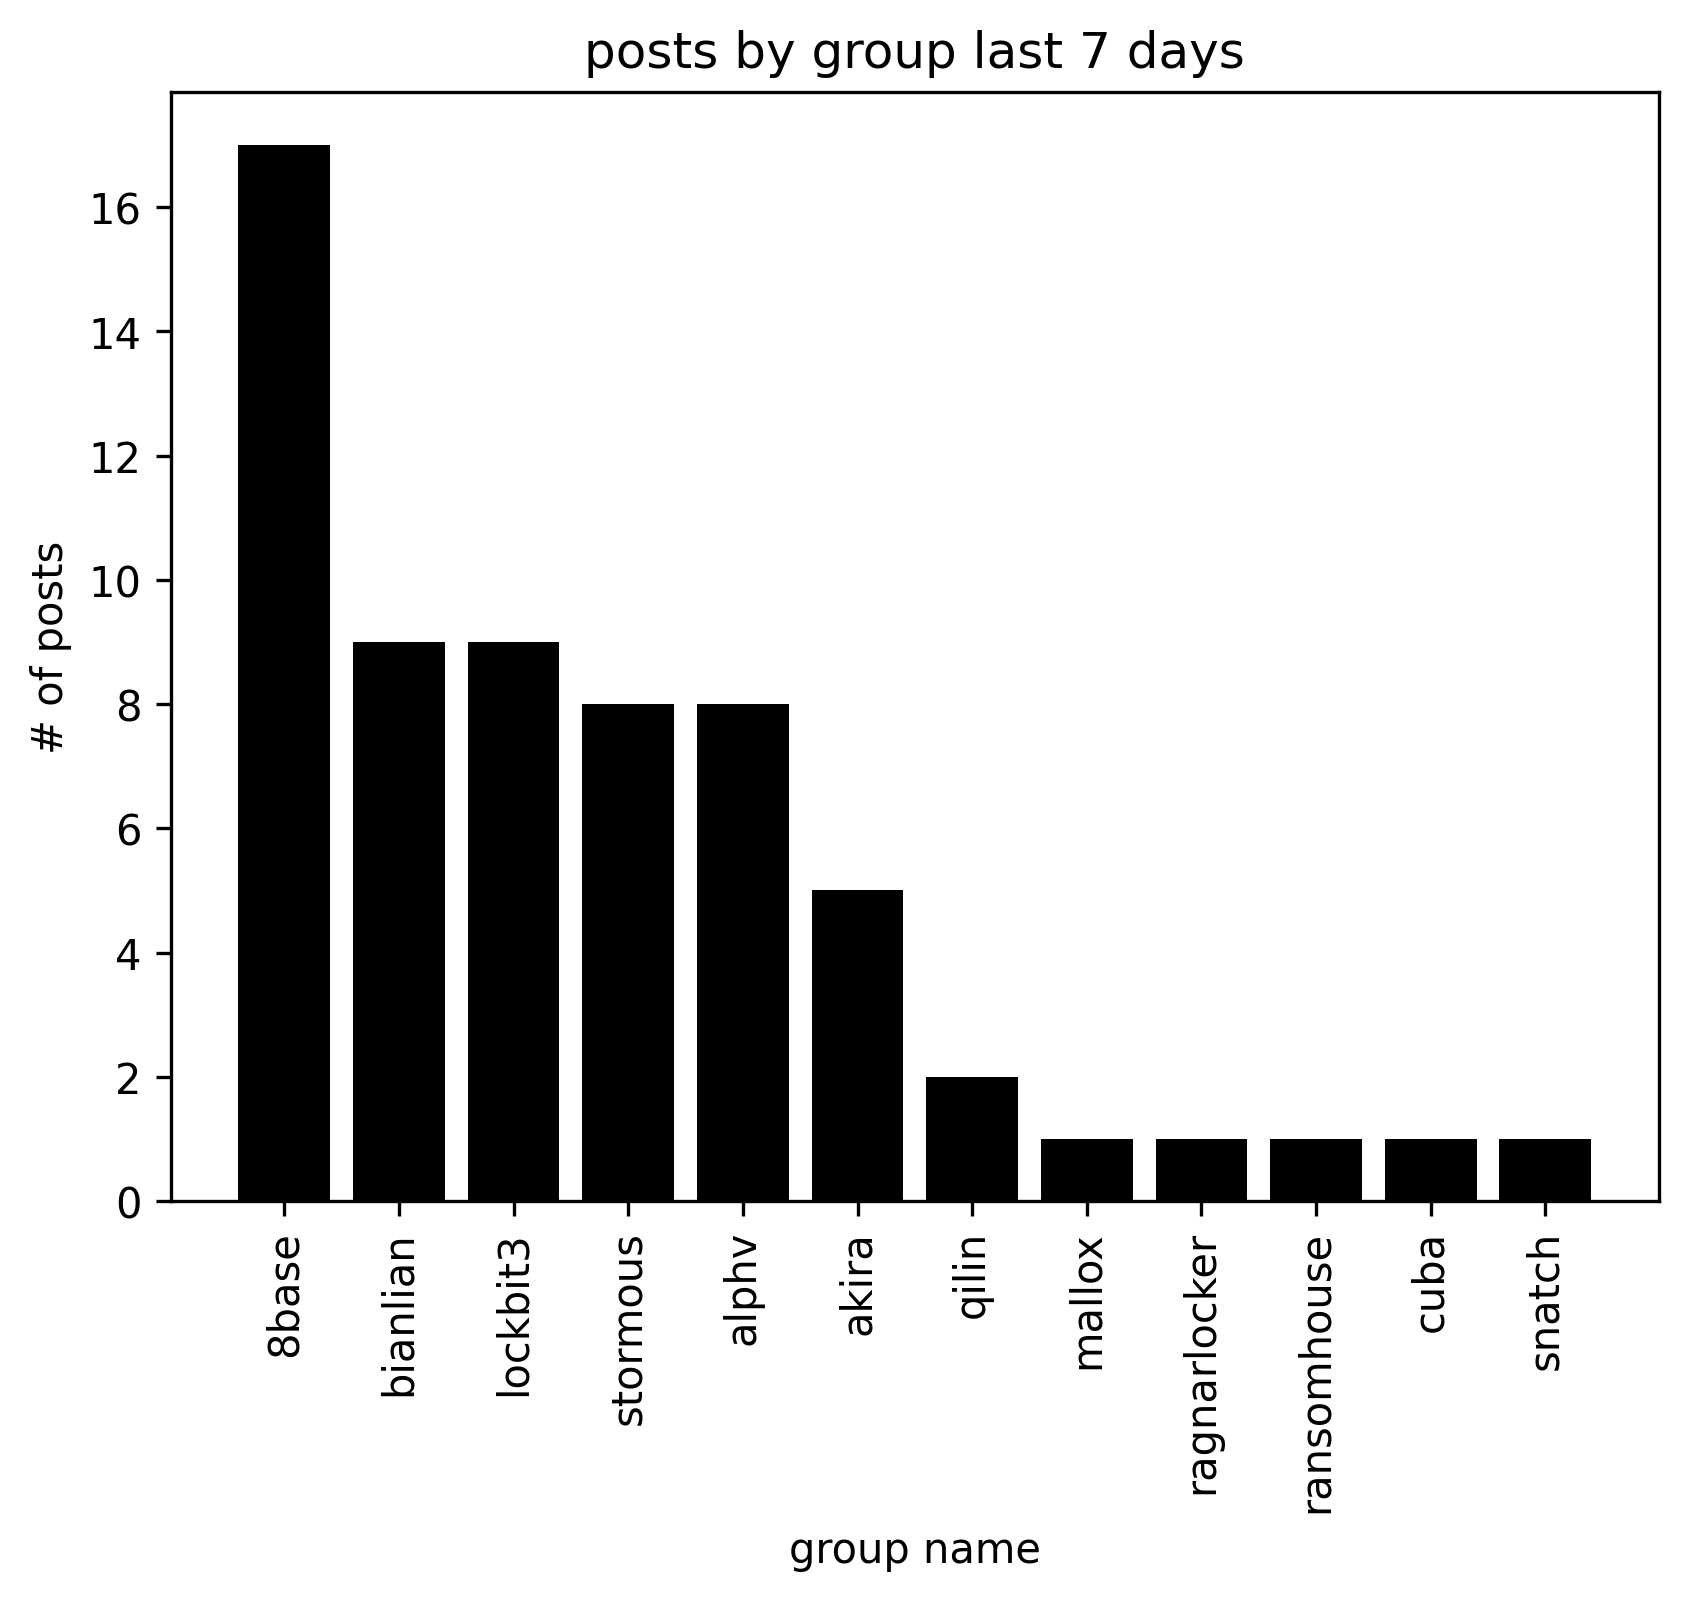 posts by group last 7 days
# of posts
16
14
12
10
8
6
4
2
0
8base
bianlian
lockbit3
stormous
alphv
akira
qilin
mallox
ragnarlocker
ransomhouse
cuba
snatch
group name